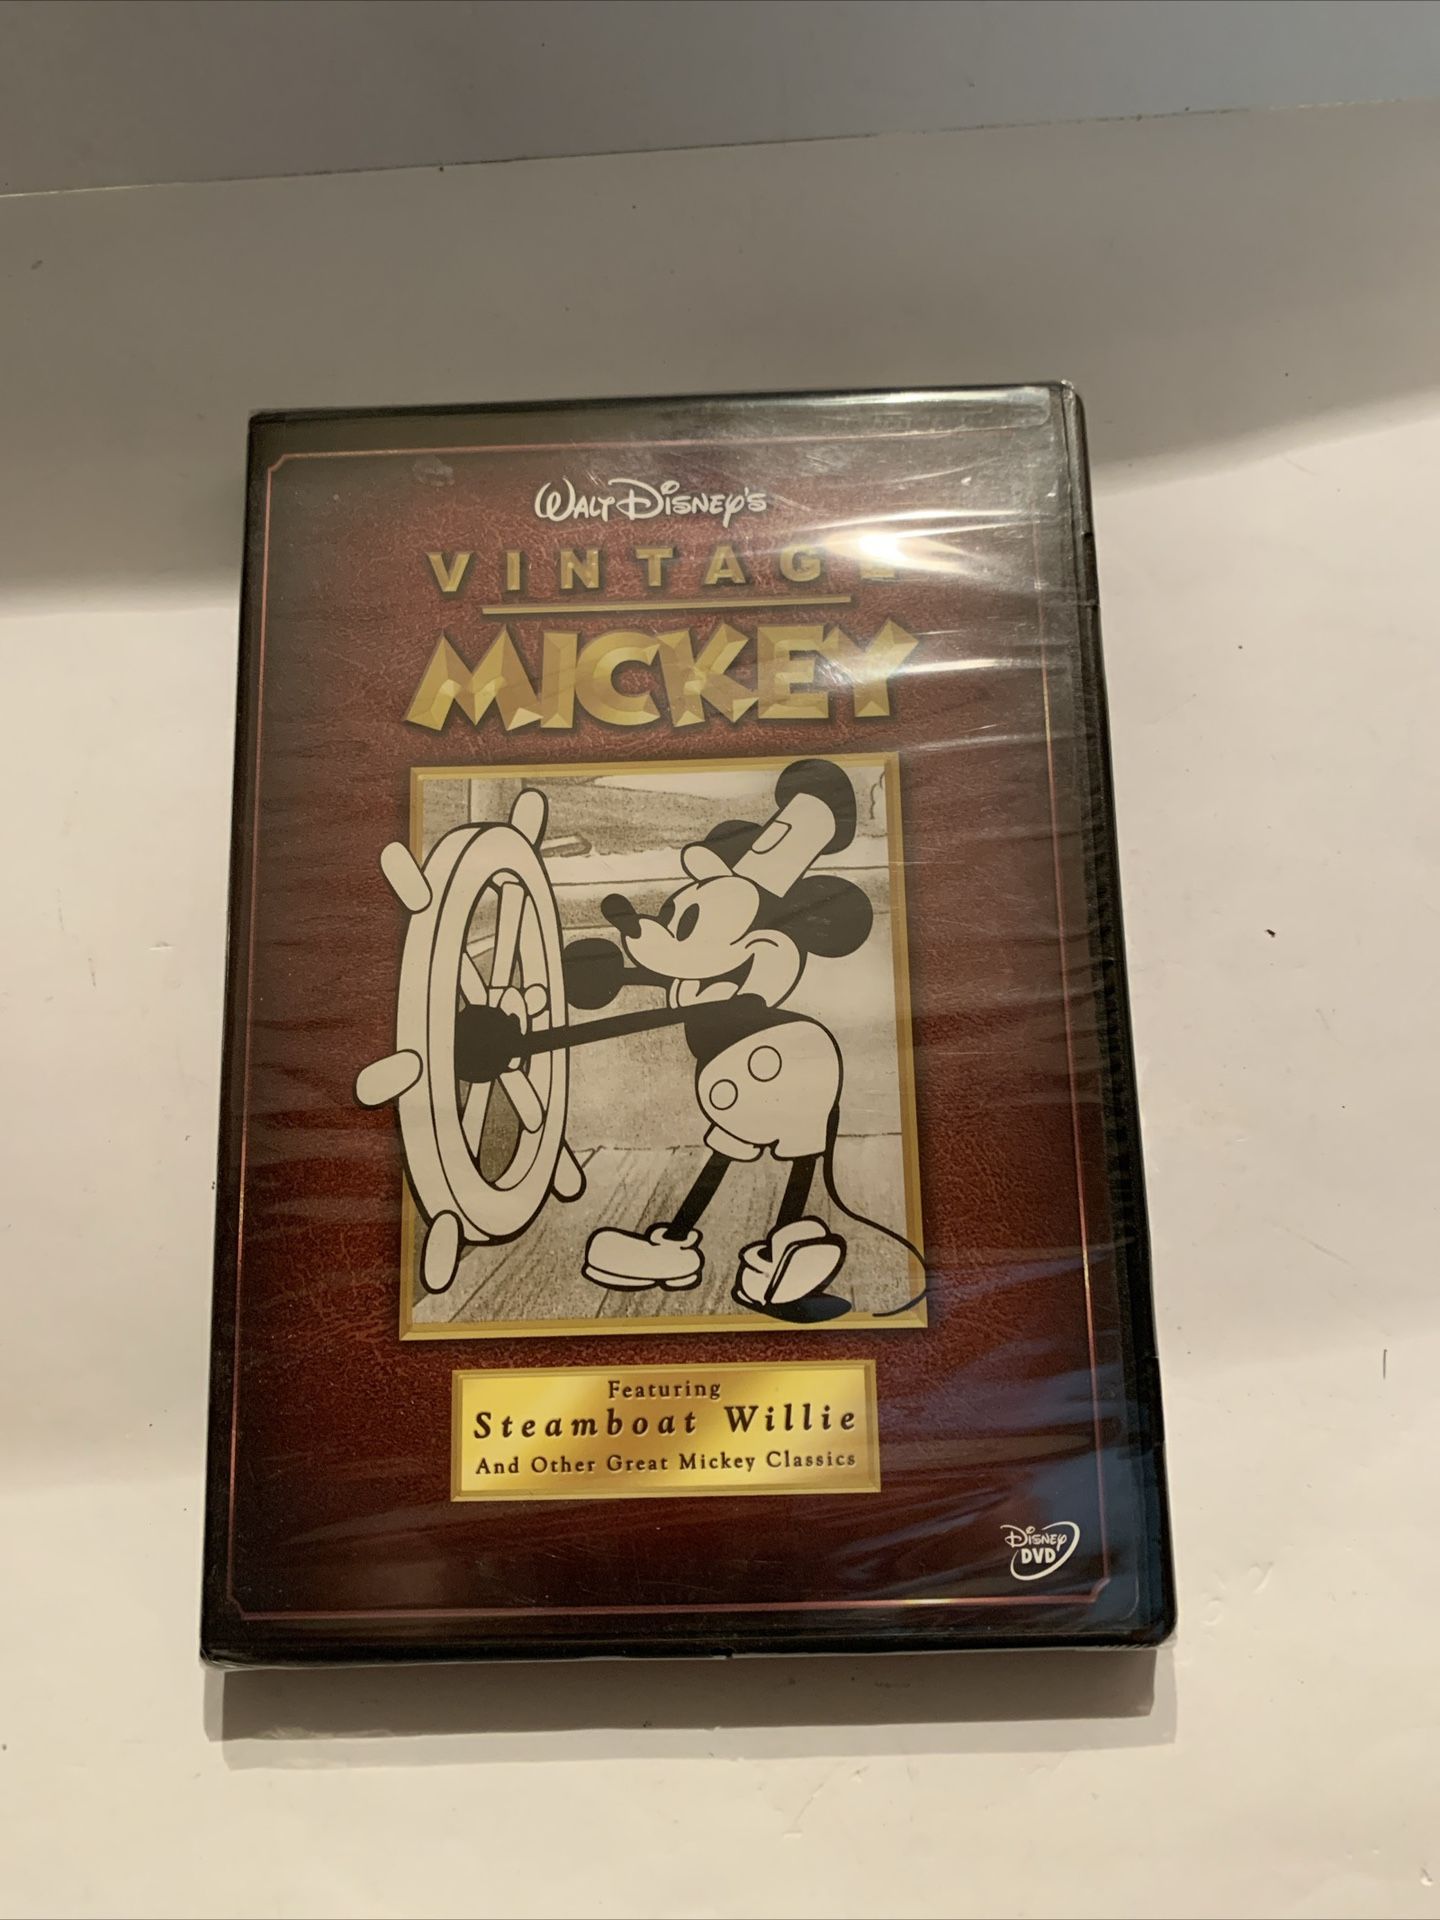 WALT DISNEY'S
VINTAGE
MICKEY
Featuring
Steamboat Willie
And Other Great Mickey Classics
DISNEY
DVD